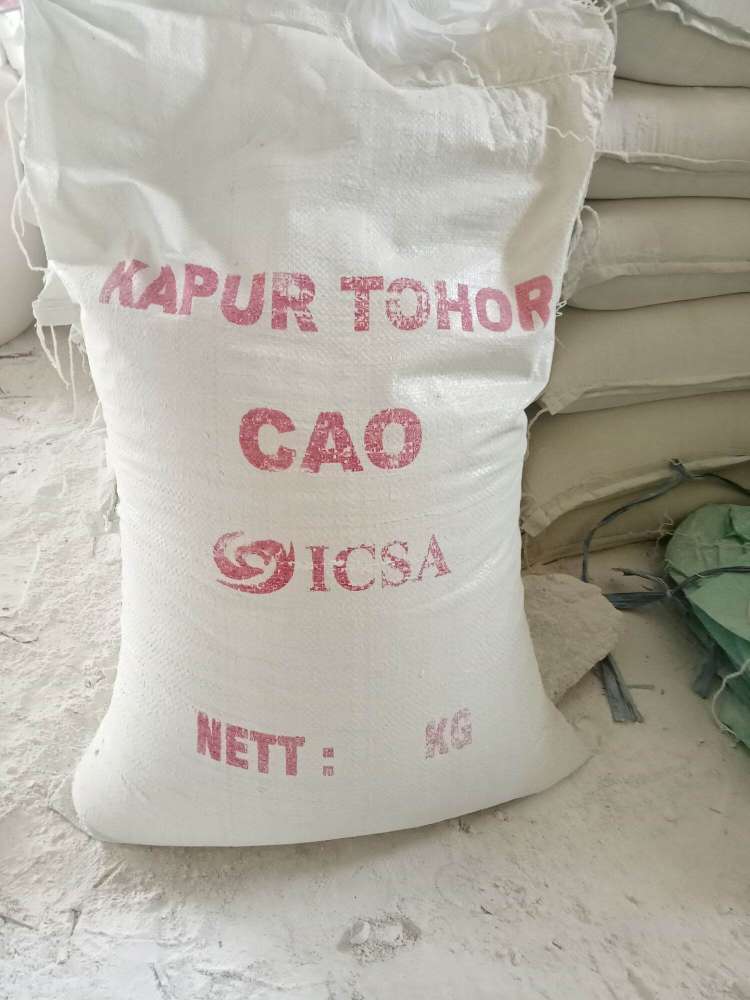 KAPUR TOHOR
CAO
ICSA
NETT : KG